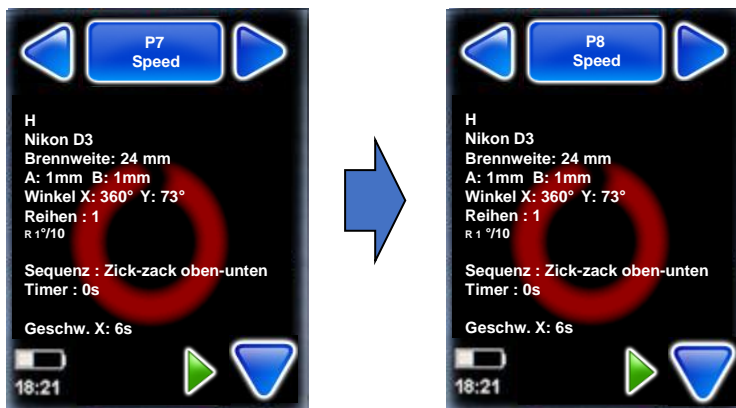 P7
Speed
H
Nikon D3
Brennweite: 24 mm
A: 1mm B: 1mm
Winkel X: 360° Y: 73°
Reihen : 1
R 1°/10
Sequenz : Zick-zack oben-unten
Timer : 0s
Geschw. X: 6s
18:21
P8
Speed
H
Nikon D3
Brennweite: 24 mm
A: 1mm B: 1mm
Winkel X: 360° Y: 73°
Reihen : 1
R 1 °/10
Sequenz : Zick-zack oben-unten
Timer : 0s
Geschw. X: 6s
18:21